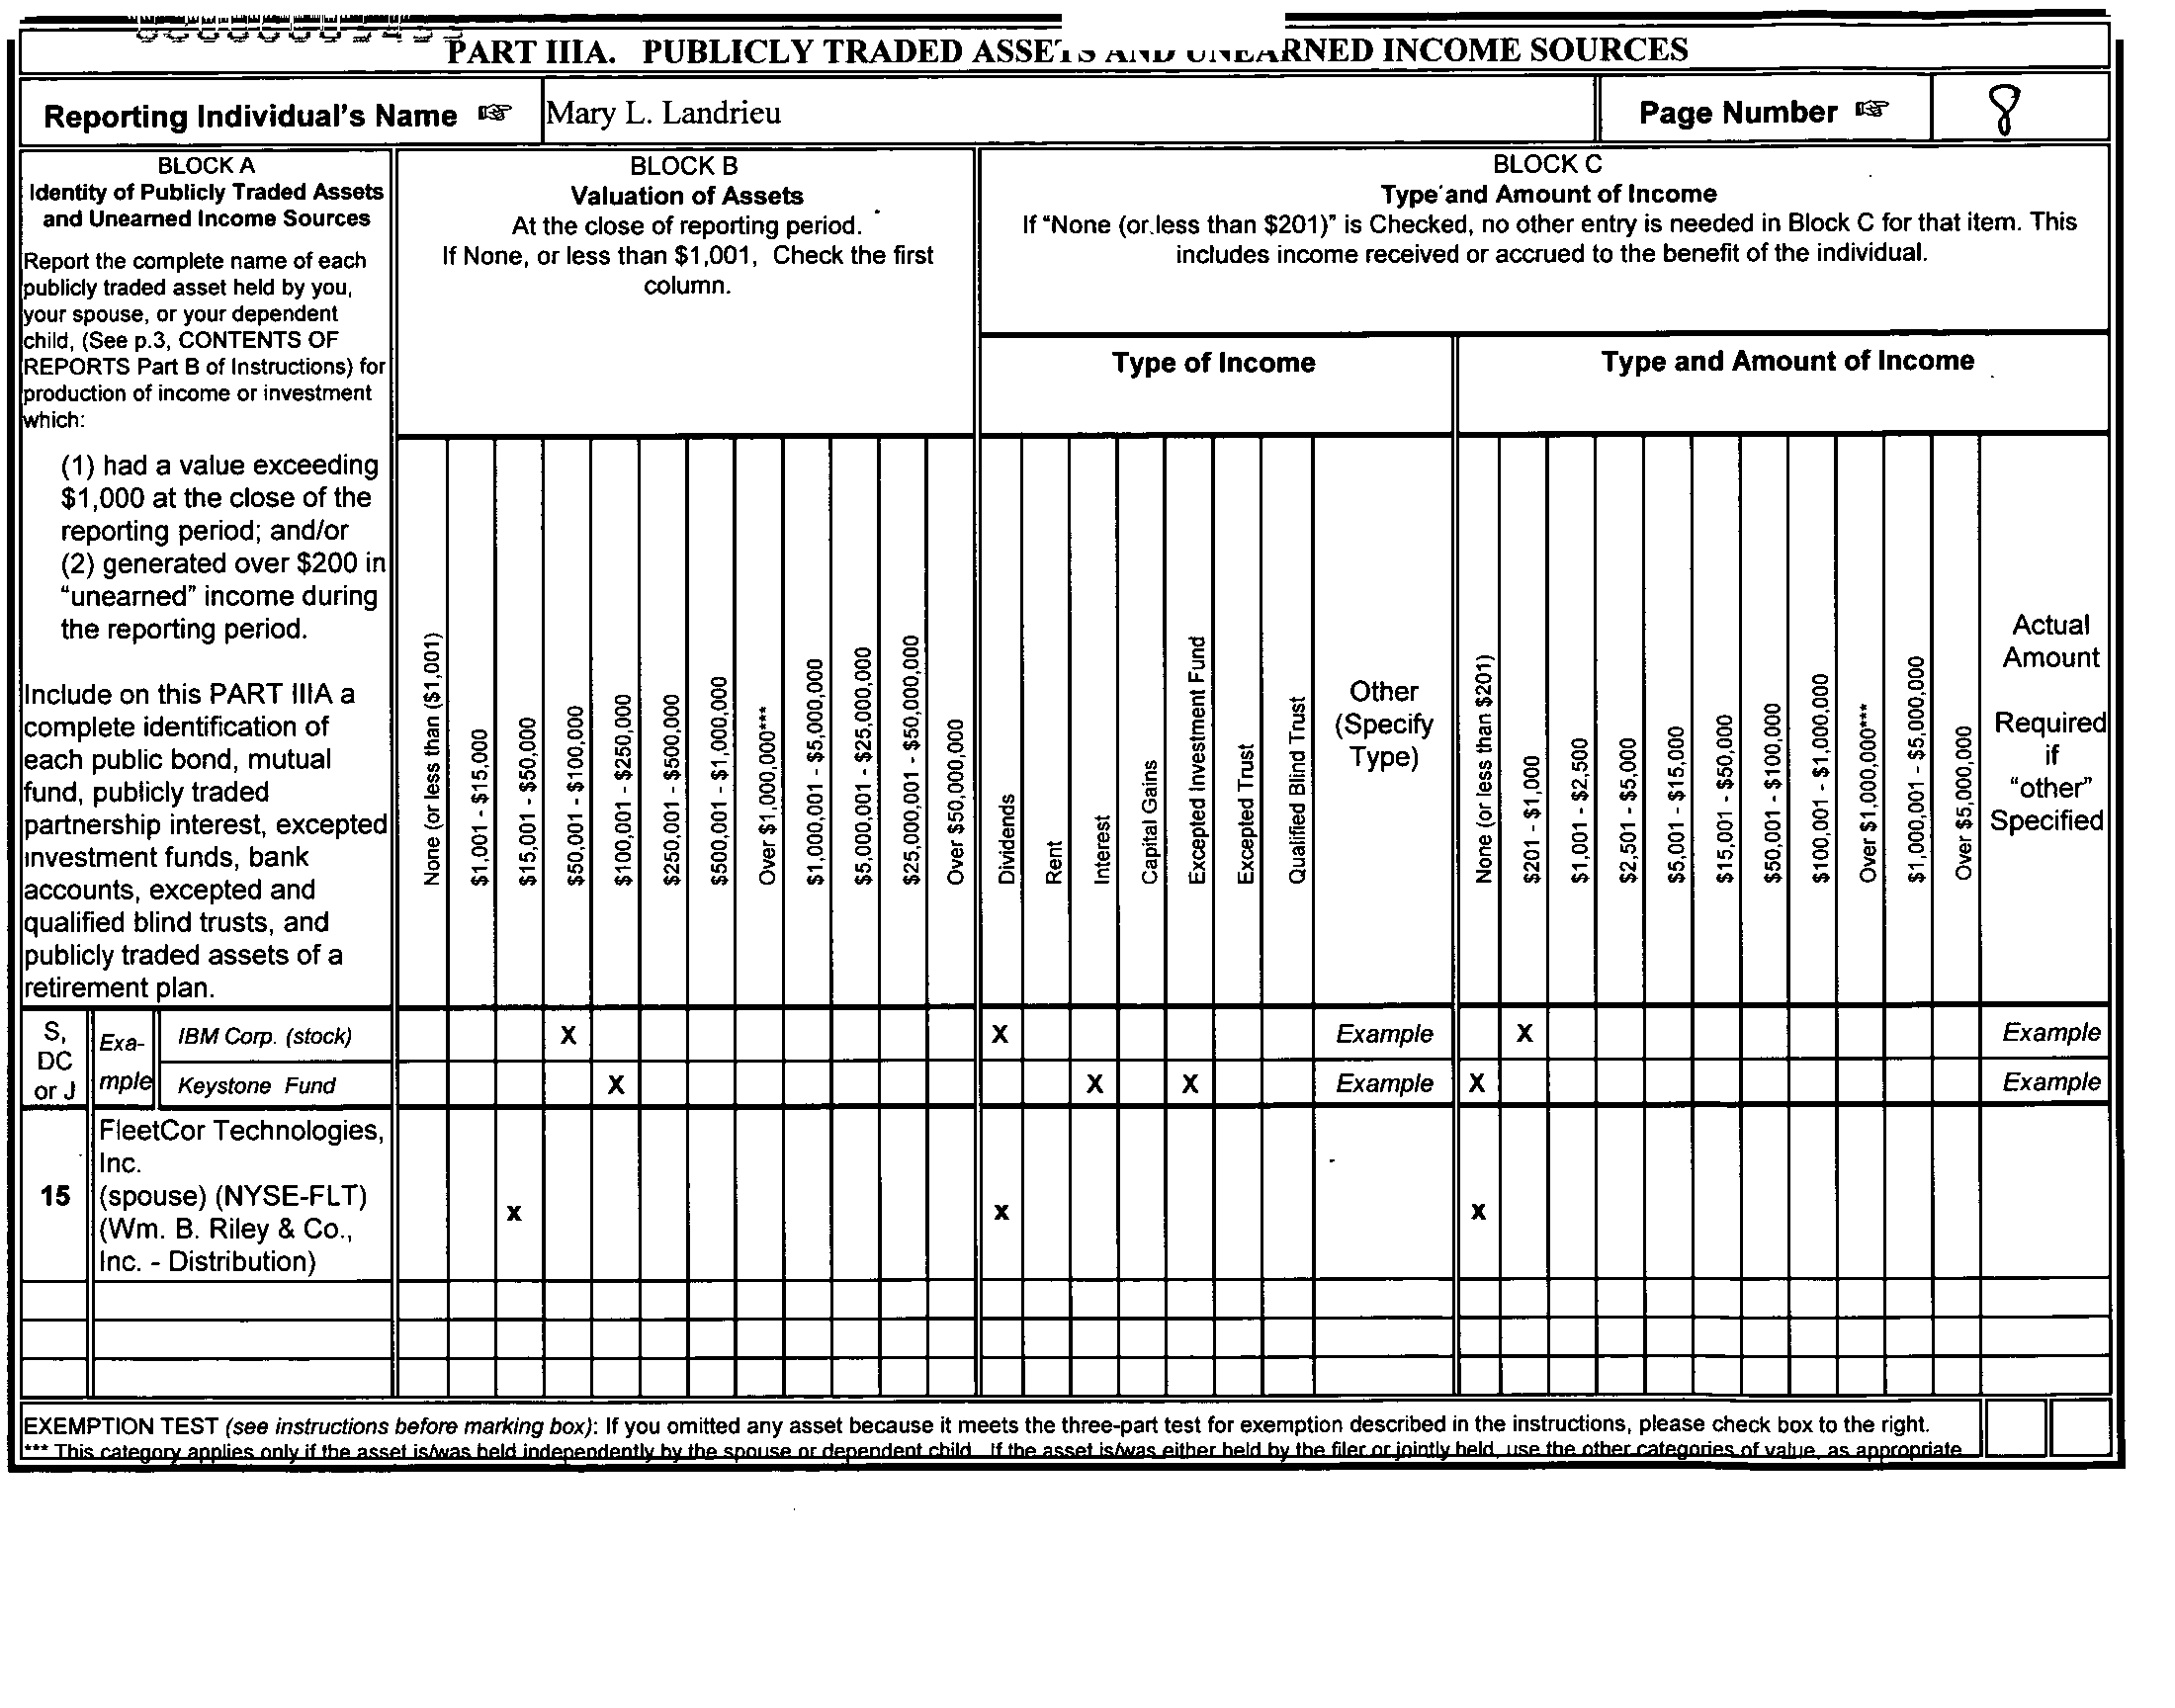 PART IIIA. PUBLICLY TRADED ASSETS AND UNEARNED INCOME SOURCES
Reporting Individual's Name ☞ Mary L. Landrieu Page Number ☞ 8
BLOCK A
Identity of Publicly Traded Assets
and Unearned Income Sources
Report the complete name of each
publicly traded asset held by you,
your spouse, or your dependent
child, (See p.3, CONTENTS OF
REPORTS Part B of Instructions) for
production of income or investment
which:
(1) had a value exceeding
$1,000 at the close of the
reporting period; and/or
(2) generated over $200 in
"unearned" income during
the reporting period.
Include on this PART IIIA a
complete identification of
each public bond, mutual
fund, publicly traded
partnership interest, excepted
investment funds, bank
accounts, excepted and
qualified blind trusts, and
publicly traded assets of a
retirement plan.
BLOCK B
Valuation of Assets
At the close of reporting period.
If None, or less than $1,001, Check the first
column.
None (or less than ($1,001)
$1,001 - $15,000
$15,001 - $50,000
$50,001 - $100,000
$100,001 - $250,000
$250,001 - $500,000
$500,001 - $1,000,000
Over $1,000,000***
$1,000,001 - $5,000,000
$5,000,001 - $25,000,000
$25,000,001 - $50,000,000
Over $50,000,000
BLOCK C
Type and Amount of Income
If "None (or less than $201)" is Checked, no other entry is needed in Block C for that item. This
includes income received or accrued to the benefit of the individual.
Type of Income
Dividends
Rent
Interest
Capital Gains
Excepted Investment Fund
Excepted Trust
Qualified Blind Trust
Other
(Specify
Type)
Type and Amount of Income
None (or less than $201)
$201 - $1,000
$1,001 - $2,500
$2,501 - $5,000
$5,001 - $15,000
$15,001 - $50,000
$50,001 - $100,000
$100,001 - $1,000,000
Over $1,000,000***
$1,000,001 - $5,000,000
Over $5,000,000
Actual
Amount
Required
if
"other"
Specified
S,
DC
or J
Exa-
mple
IBM Corp. (stock) X X Example X Example
Keystone Fund X X X Example X Example
15
FleetCor Technologies,
Inc.
(spouse) (NYSE-FLT)
(Wm. B. Riley & Co.,
Inc. - Distribution)
x x x
EXEMPTION TEST (see instructions before marking box): If you omitted any asset because it meets the three-part test for exemption described in the instructions, please check box to the right.
*** This category applies only if the asset is/was held independently by the spouse or dependent child. If the asset is/was either held by the filer or jointly held, use the other categories of value, as appropriate